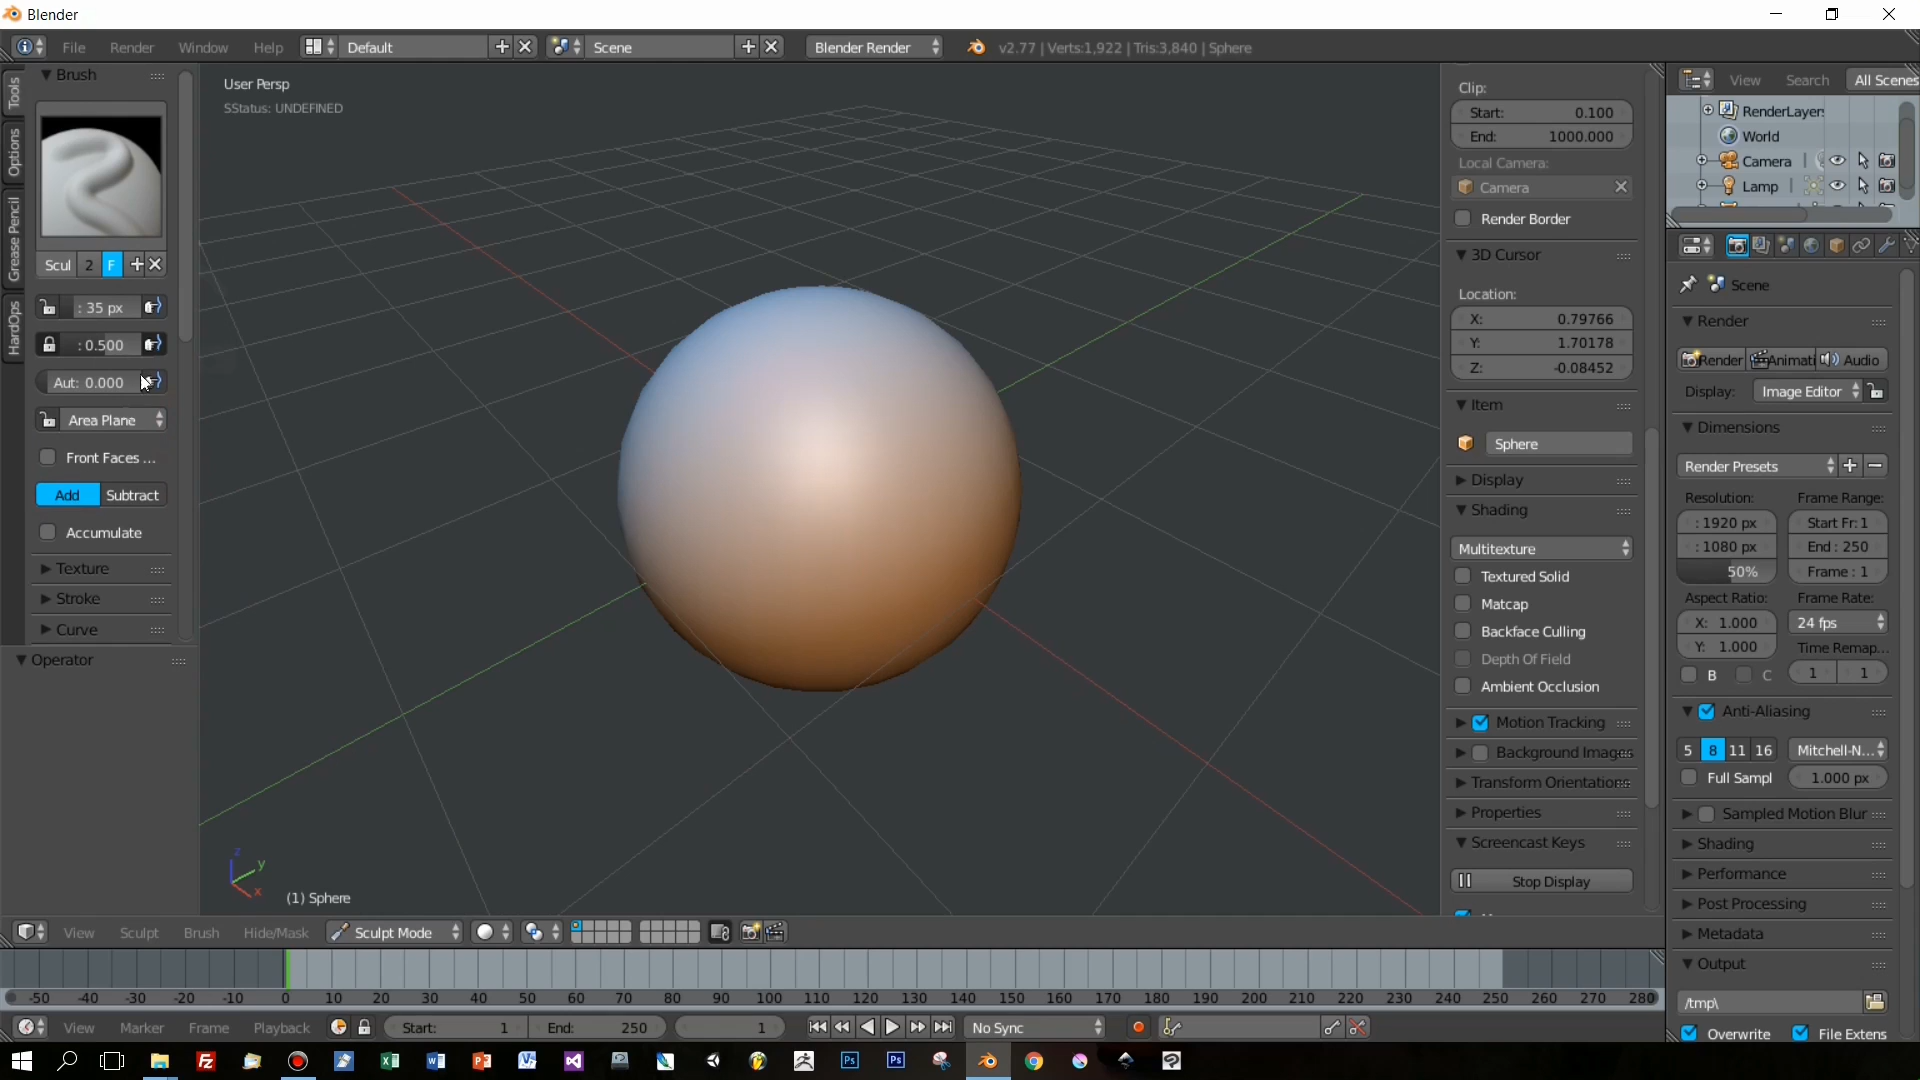 Blender
File Render Window Help Default Scene Blender Render v2.77 | Verts:1,922 | Tris:3,840 | Sphere
Tools
Options
Grease Pencil
HardOps
Brush
Scul 2 F
: 35 px
: 0.500
Aut: 0.000
Area Plane
Front Faces ...
Add Subtract
Accumulate
Texture
Stroke
Curve
Operator
User Persp
SStatus: UNDEFINED
z
y
x
(1) Sphere
Clip:
Start: 0.100
End: 1000.000
Local Camera:
Camera
Render Border
3D Cursor
Location:
X: 0.79766
Y: 1.70178
Z: -0.08452
Item
Sphere
Display
Shading
Multitexture
Textured Solid
Matcap
Backface Culling
Depth Of Field
Ambient Occlusion
Motion Tracking
Background Images
Transform Orientations
Properties
Screencast Keys
Stop Display
View Search All Scenes
RenderLayers
World
Camera
Lamp
Scene
Render
Render Animati Audio
Display: Image Editor
Dimensions
Render Presets
Resolution: Frame Range:
: 1920 px Start Fr: 1
: 1080 px End : 250
50% Frame : 1
Aspect Ratio: Frame Rate:
X: 1.000 24 fps
Y: 1.000 Time Remap...
B C 1 1
Anti-Aliasing
5 8 11 16 Mitchell-N...
Full Sampl 1.000 px
Sampled Motion Blur
Shading
Performance
Post Processing
Metadata
Output
/tmp\
Overwrite File Extens
View Sculpt Brush Hide/Mask Sculpt Mode
-50 -40 -30 -20 -10 0 10 20 30 40 50 60 70 80 90 100 110 120 130 140 150 160 170 180 190 200 210 220 230 240 250 260 270 280
View Marker Frame Playback Start: 1 End: 250 1 No Sync
Ps Ps